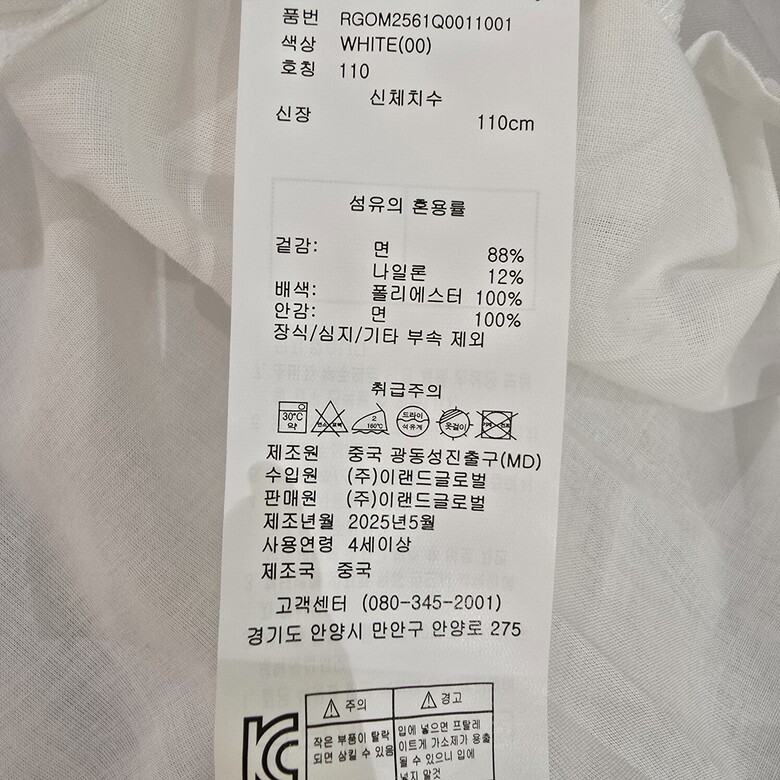 품번 RGOM2561Q0011001
색상 WHITE(00)
호칭 110
신체치수
신장 110cm
섬유의 혼용률
겉감: 면 88%
나일론 12%
배색: 폴리에스터 100%
안감: 면 100%
장식/심지/기타 부속 제외
취급주의
30°C 약 2 160°C 드라이 석유계 옷걸이
제조원 중국 광동성진출구(MD)
수입원 (주)이랜드글로벌
판매원 (주)이랜드글로벌
제조년월 2025년5월
사용연령 4세이상
제조국 중국
고객센터 (080-345-2001)
경기도 안양시 만안구 안양로 275
주의
작은 부품이 탈락
되면 삼킬 수 있음
경고
입에 넣으면 프탈레
이트계 가소제가 용출
될 수 있으니 입에
넣지 말것